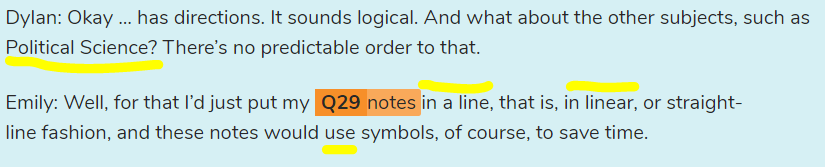 Dylan: Okay ... has directions. It sounds logical. And what about the other subjects, such as
Political Science? There’s no predictable order to that.
Emily: Well, for that I’d just put my Q29 notes in a line, that is, in linear, or straight-
line fashion, and these notes would use symbols, of course, to save time.